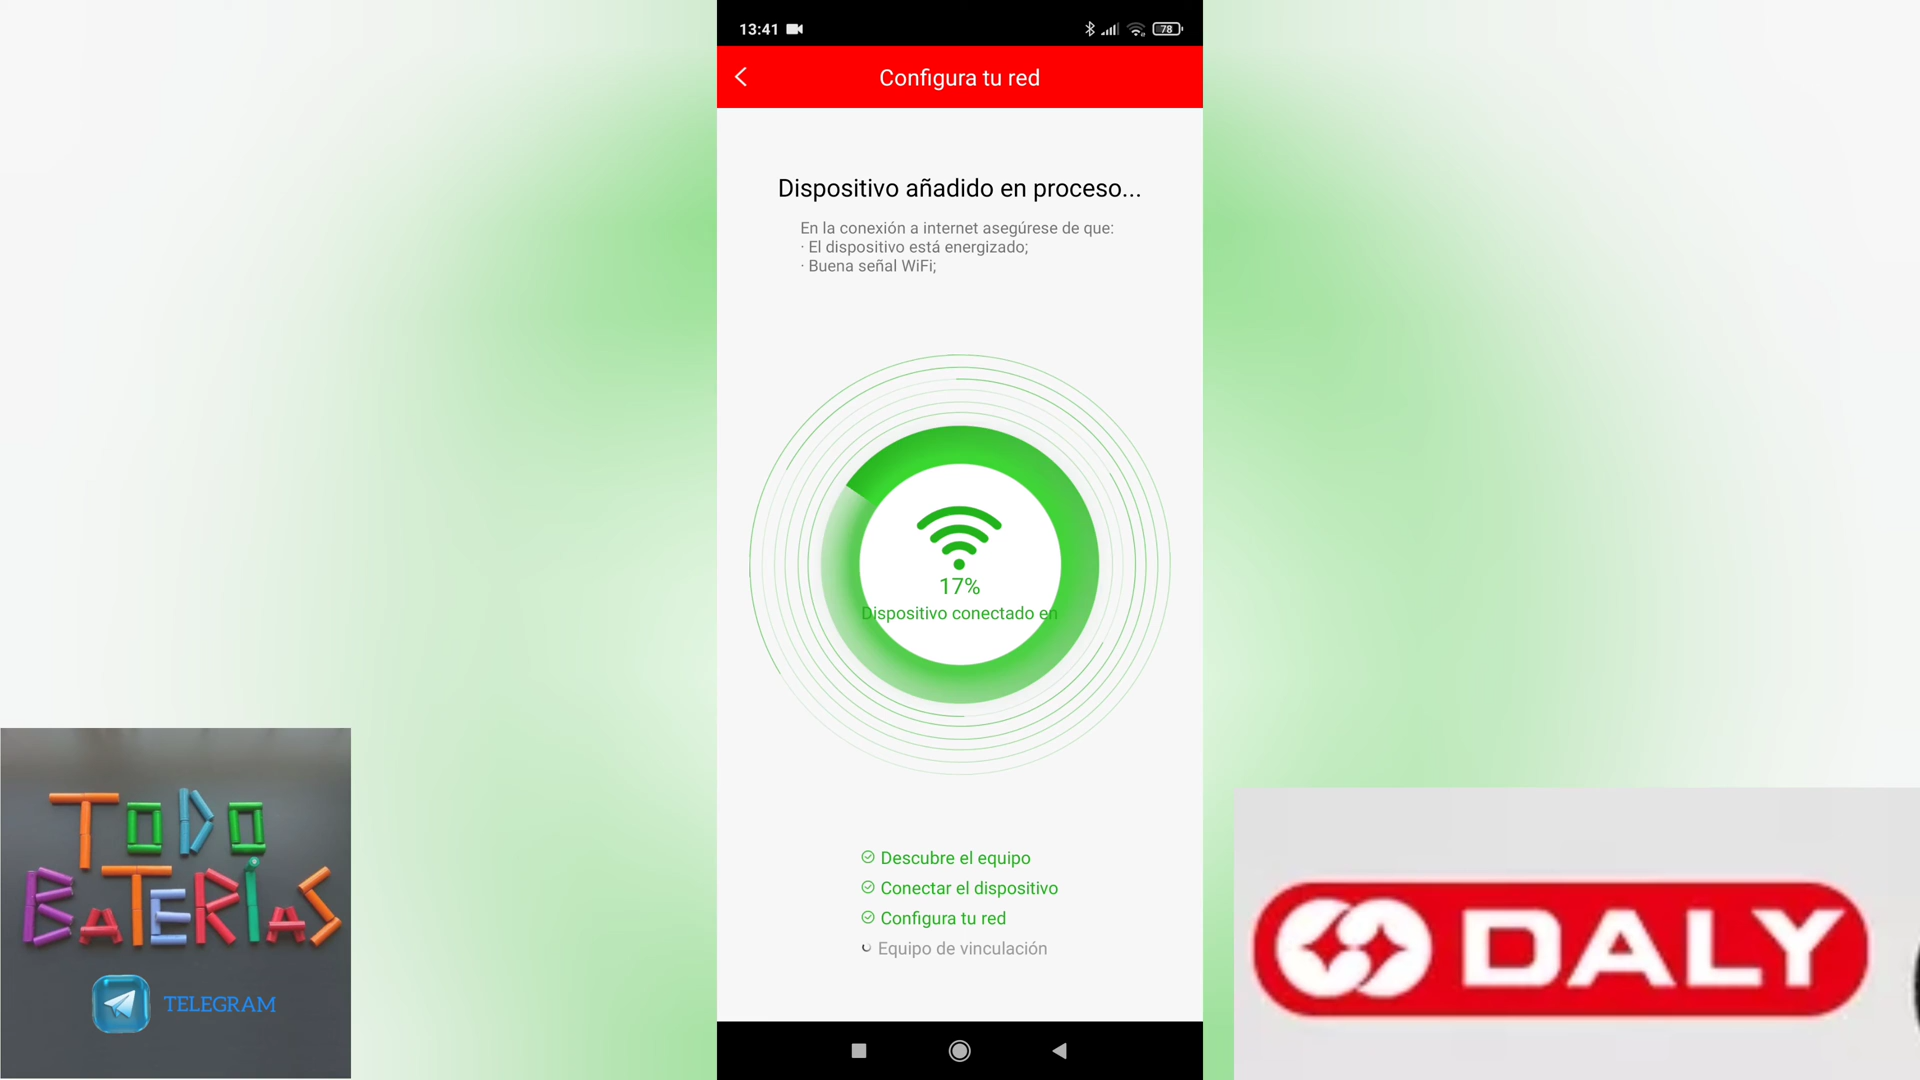 13:41
78
Configura tu red
Dispositivo añadido en proceso...
En la conexión a internet asegúrese de que:
· El dispositivo está energizado;
· Buena señal WiFi;
17%
Dispositivo conectado en
Descubre el equipo
Conectar el dispositivo
Configura tu red
Equipo de vinculación
TODO
BATERÍAS
TELEGRAM
DALY